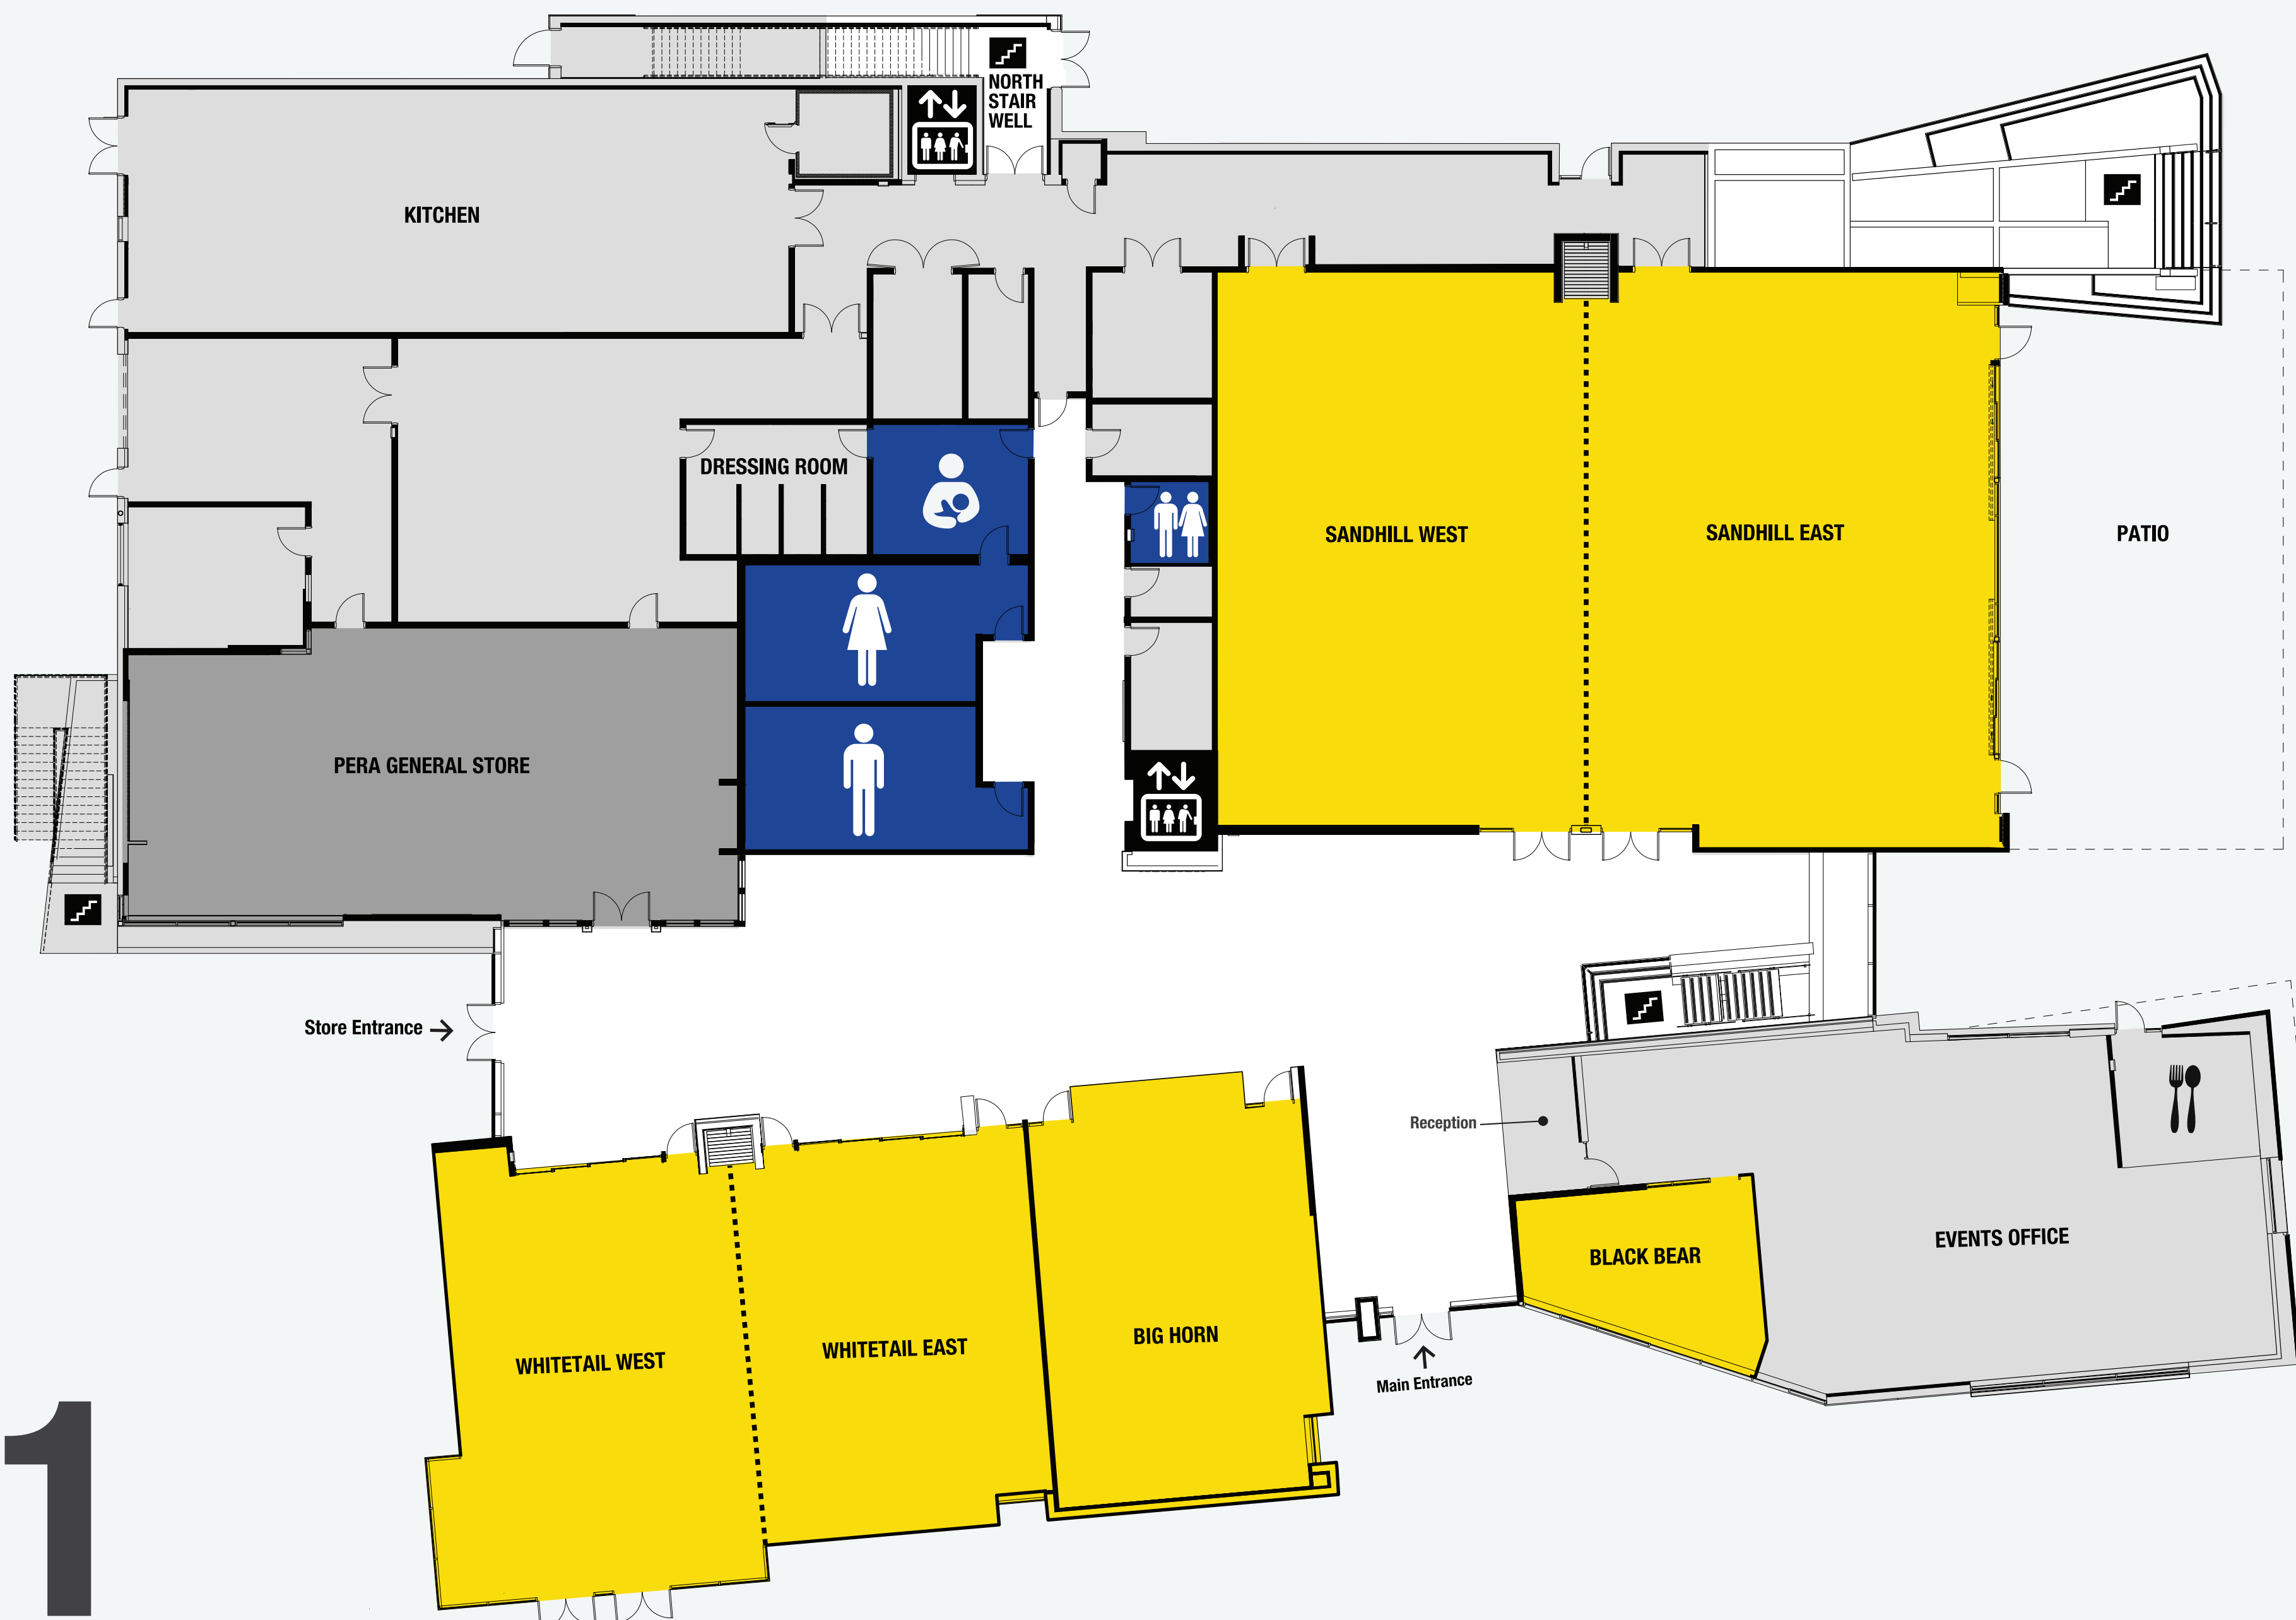 NORTH
STAIR
WELL
KITCHEN
DRESSING ROOM
SANDHILL WEST
SANDHILL EAST
PATIO
PERA GENERAL STORE
Store Entrance
Reception
EVENTS OFFICE
BLACK BEAR
BIG HORN
WHITETAIL EAST
WHITETAIL WEST
Main Entrance
1